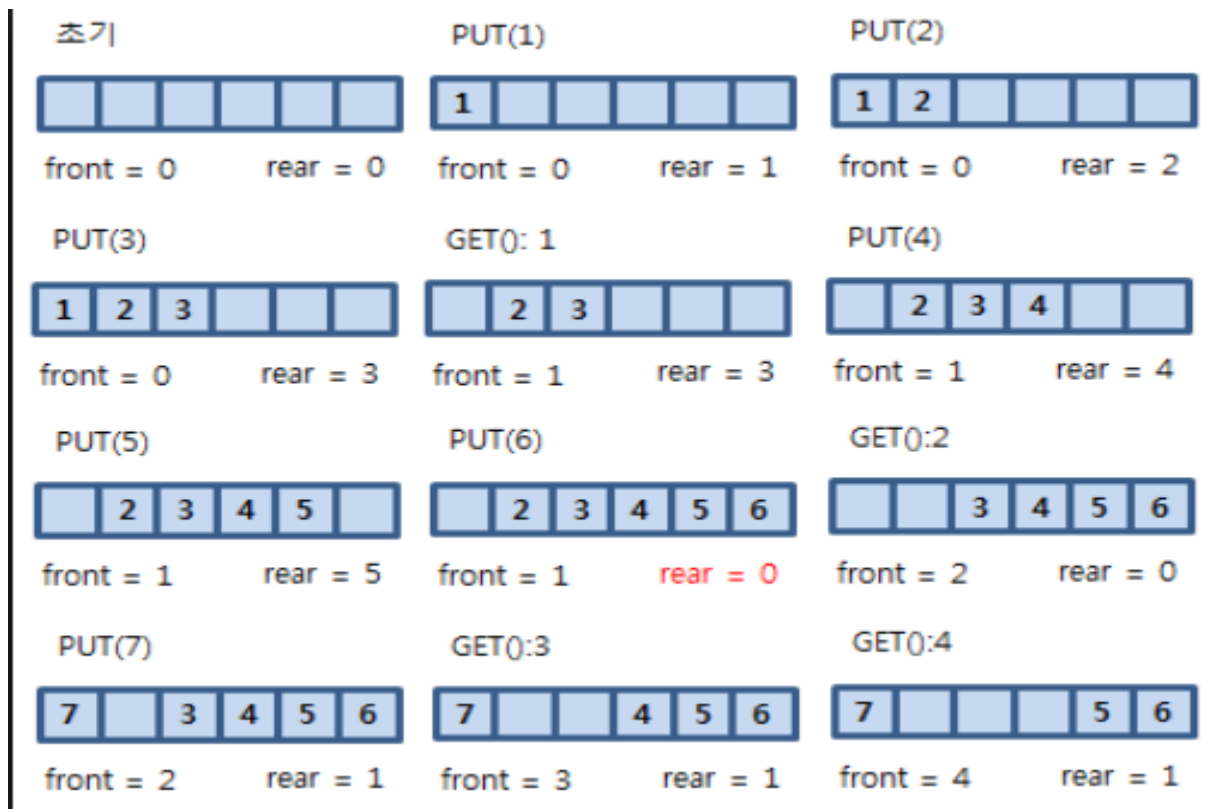 초기 PUT(1) PUT(2)
1 1 2
front = 0 rear = 0 front = 0 rear = 1 front = 0 rear = 2
PUT(3) GET(): 1 PUT(4)
1 2 3 2 3 2 3 4
front = 0 rear = 3 front = 1 rear = 3 front = 1 rear = 4
PUT(5) PUT(6) GET():2
2 3 4 5 2 3 4 5 6 3 4 5 6
front = 1 rear = 5 front = 1 rear = 0 front = 2 rear = 0
PUT(7) GET():3 GET():4
7 3 4 5 6 7 4 5 6 7 5 6
front = 2 rear = 1 front = 3 rear = 1 front = 4 rear = 1